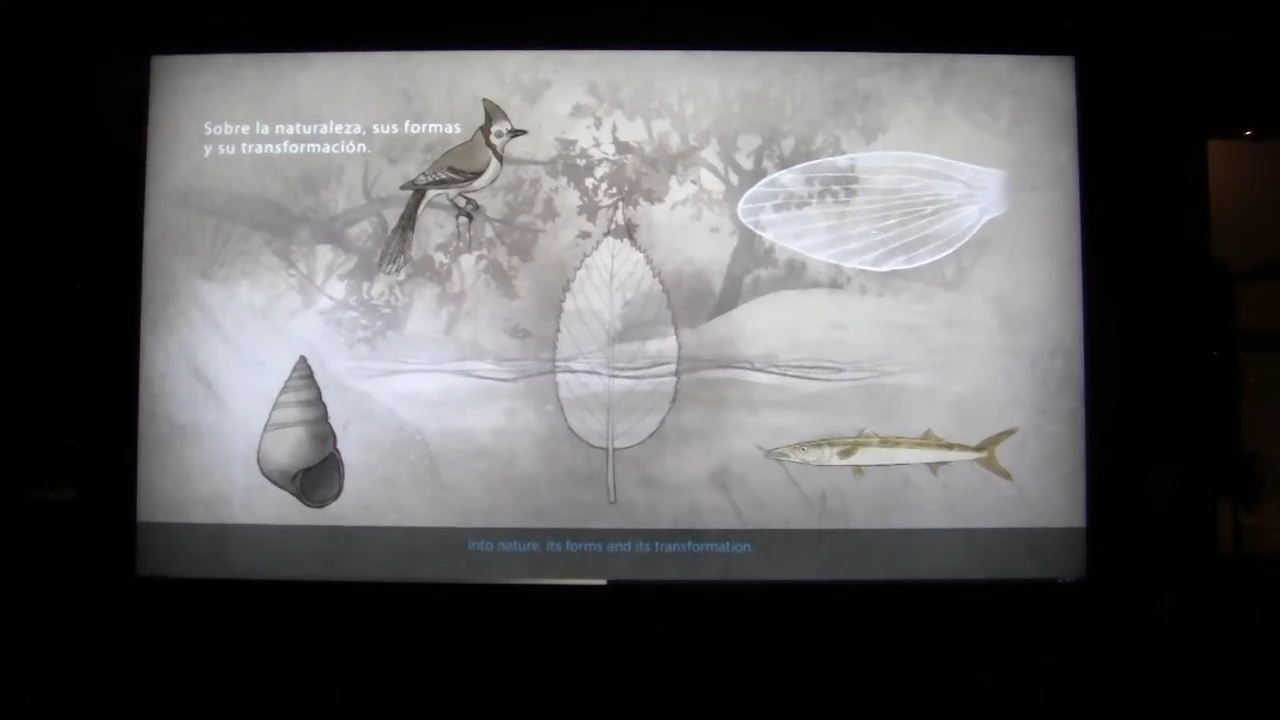 Sobre la naturaleza, sus formas
y su transformación.
Into nature, its forms and its transformation.